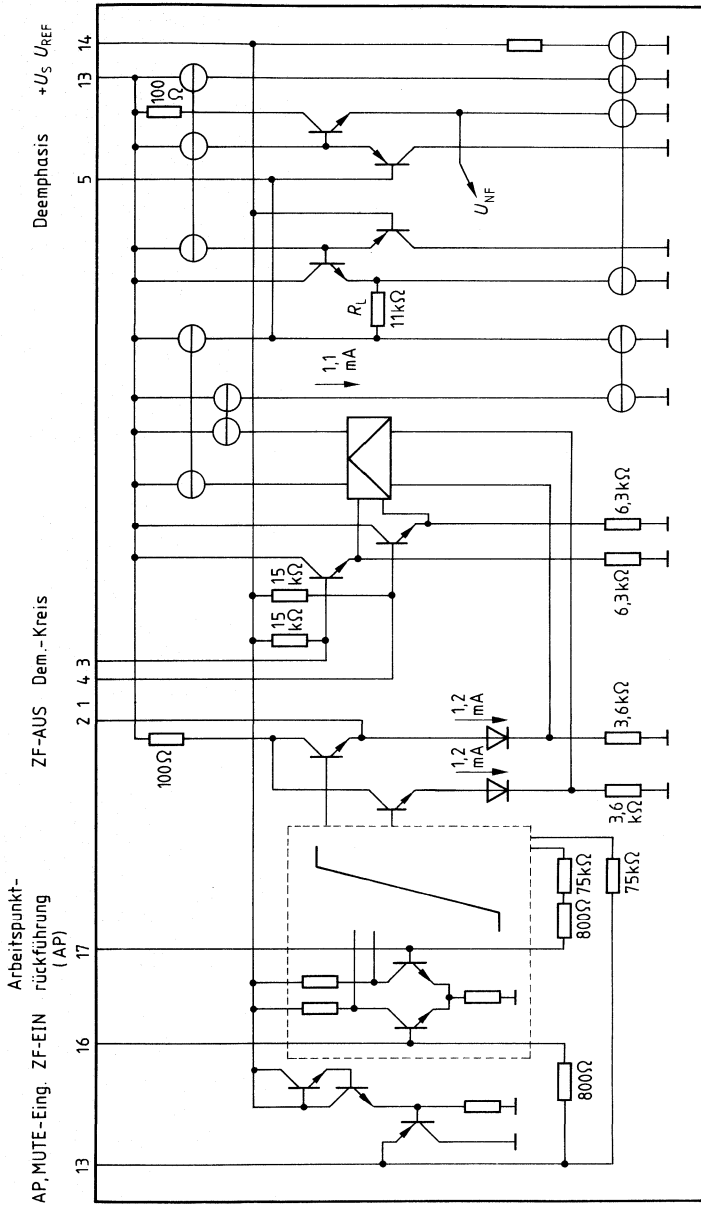 Arbeitspunkt-
AP,MUTE-Eing. ZF-EIN rückführung
(AP)
ZF-AUS Dem.-Kreis
Deemphasis
+U_S U_REF
13
16
17
2 1
4 3
5
13
14
100Ω
15
kΩ
15
kΩ
100
Ω
R_L
11kΩ
1,1
mA
U_NF
1,2
mA
1,2
mA
800Ω
800Ω
75kΩ
75kΩ
3,6
kΩ
3,6kΩ
6,3kΩ
6,3kΩ